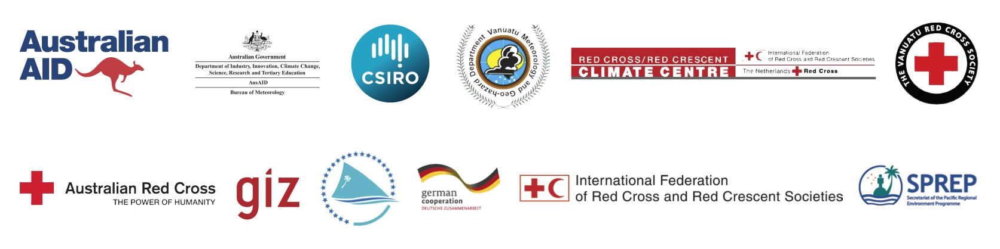 Australian
AID
Australian Government
Department of Industry, Innovation, Climate Change,
Science, Research and Tertiary Education
AusAID
Bureau of Meteorology
CSIRO
Vanuatu Meteorology and Geo-hazard Department
RED CROSS/RED CRESCENT
CLIMATE CENTRE
International Federation
of Red Cross and Red Crescent Societies
The Netherlands Red Cross
THE VANUATU RED CROSS SOCIETY
Australian Red Cross
THE POWER OF HUMANITY
giz
german
cooperation
DEUTSCHE ZUSAMMENARBEIT
International Federation
of Red Cross and Red Crescent Societies
SPREP
Secretariat of the Pacific Regional
Environment Programme